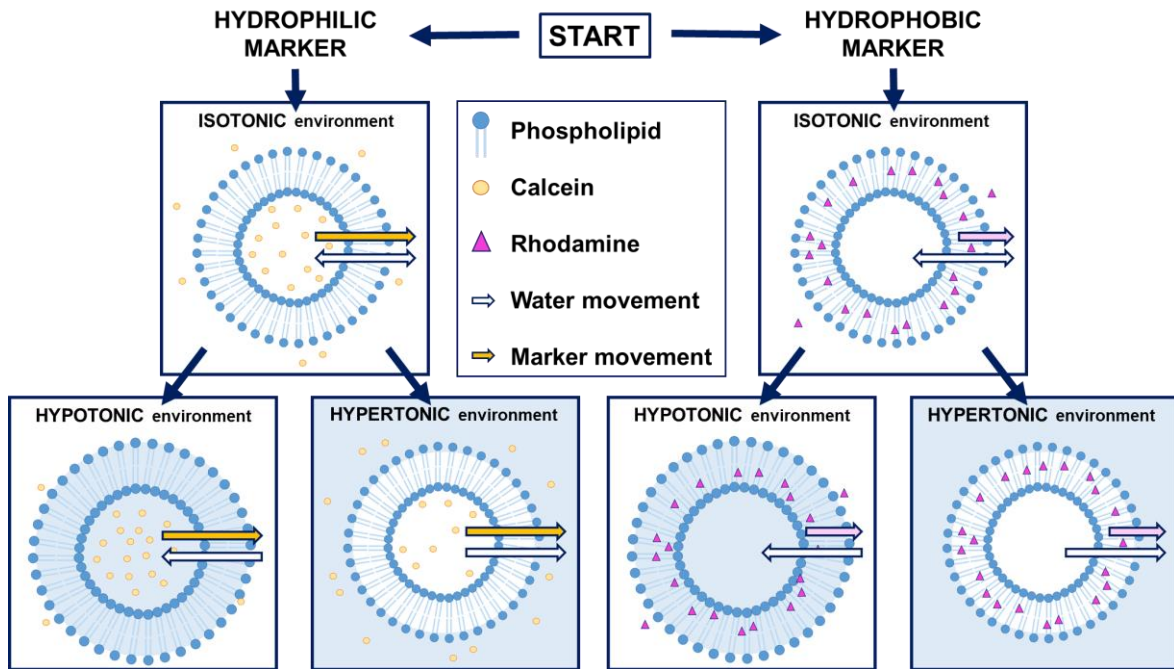 HYDROPHILIC
MARKER
START
HYDROPHOBIC
MARKER
ISOTONIC environment
Phospholipid
Calcein
Rhodamine
Water movement
Marker movement
ISOTONIC environment
HYPOTONIC environment
HYPERTONIC environment
HYPOTONIC environment
HYPERTONIC environment